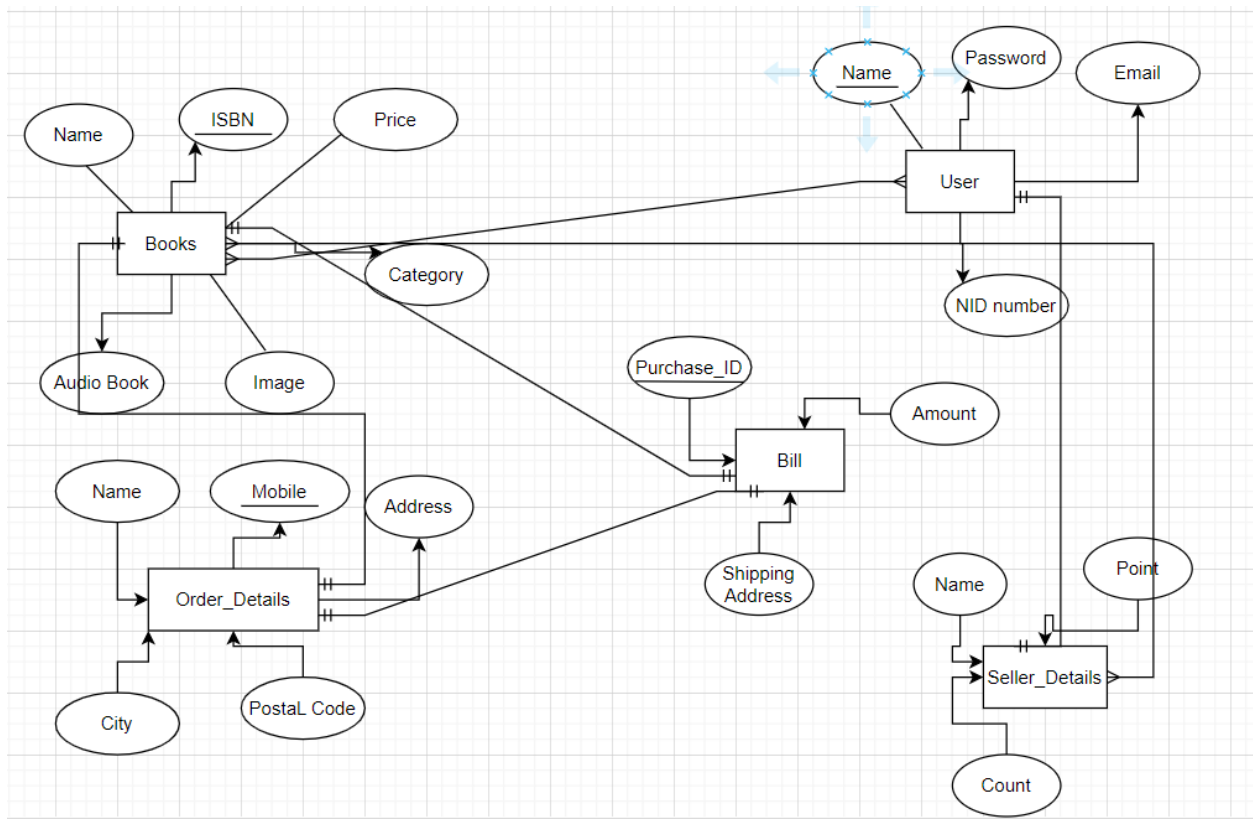 Name
Password
Email
Name
ISBN
Price
User
Books
Category
NID number
Audio Book
Image
Purchase_ID
Amount
Bill
Name
Mobile
Address
Shipping
Address
Name
Point
Order_Details
Seller_Details
City
PostaL Code
Count